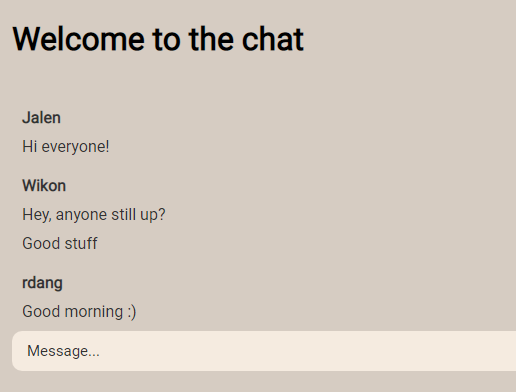 Welcome to the chat
Jalen
Hi everyone!
Wikon
Hey, anyone still up?
Good stuff
rdang
Good morning :)
Message...